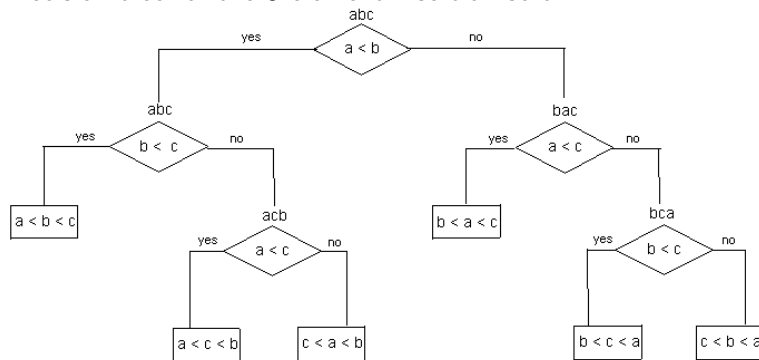 abc
yes
a < b
no
abc
bac
yes
b < c
no
yes
a < c
no
a < b < c
acb
b < a < c
bca
yes
a < c
no
yes
b < c
no
a < c < b
c < a < b
b < c < a
c < b < a